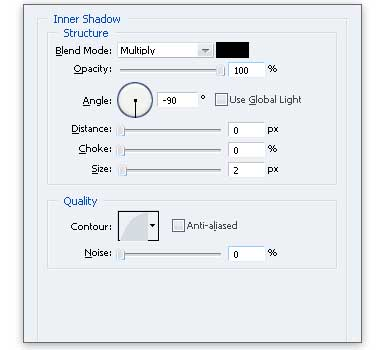 Inner Shadow
Structure
Blend Mode: Multiply
Opacity: 100 %
Angle: -90 ° Use Global Light
Distance: 0 px
Choke: 0 %
Size: 2 px
Quality
Contour: Anti-aliased
Noise: 0 %